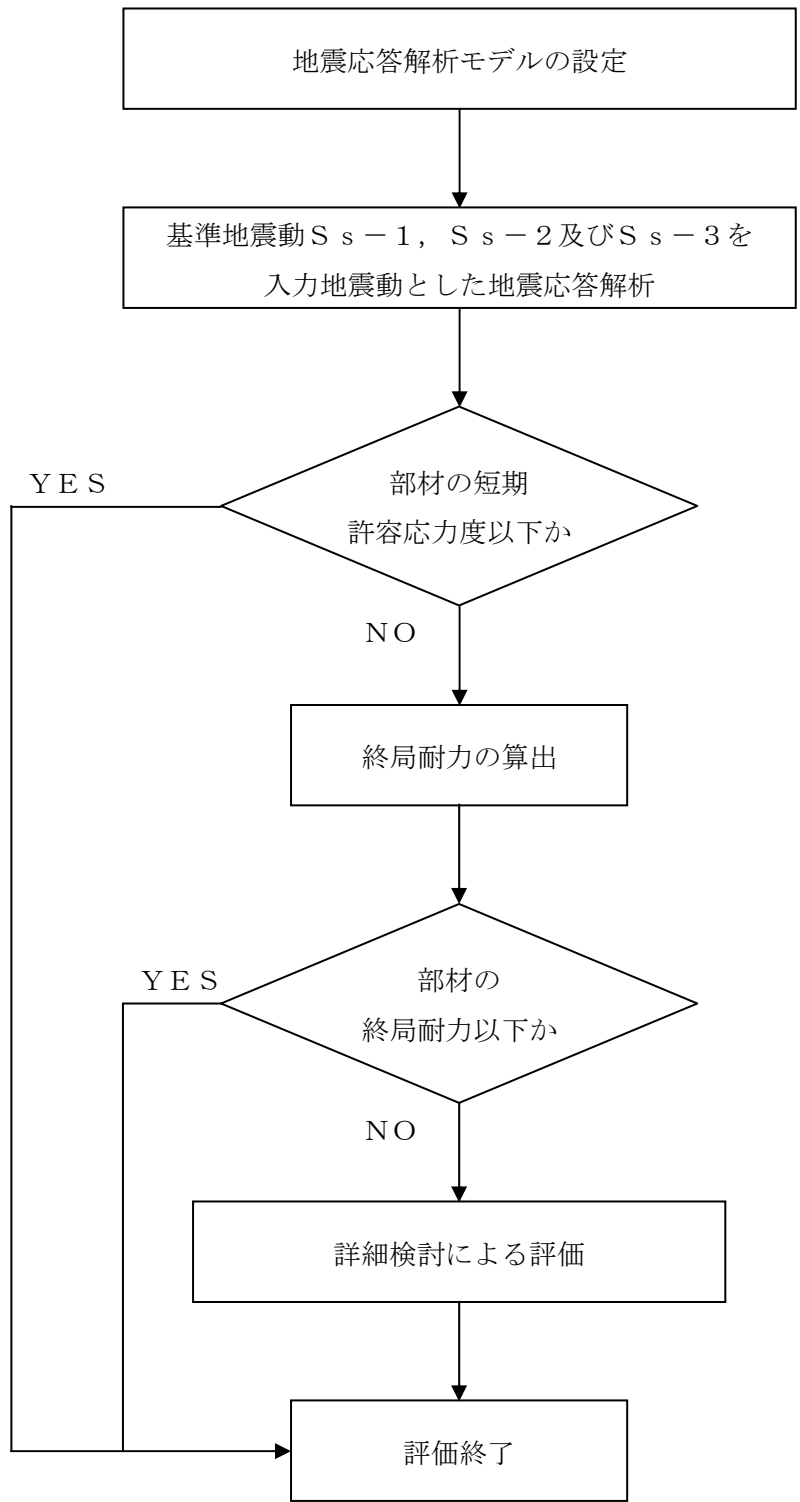 地震応答解析モデルの設定
基準地震動Ｓｓ－１，Ｓｓ－２及びＳｓ－３を
入力地震動とした地震応答解析
ＹＥＳ
部材の短期
許容応力度以下か
ＮＯ
終局耐力の算出
ＹＥＳ
部材の
終局耐力以下か
ＮＯ
詳細検討による評価
評価終了